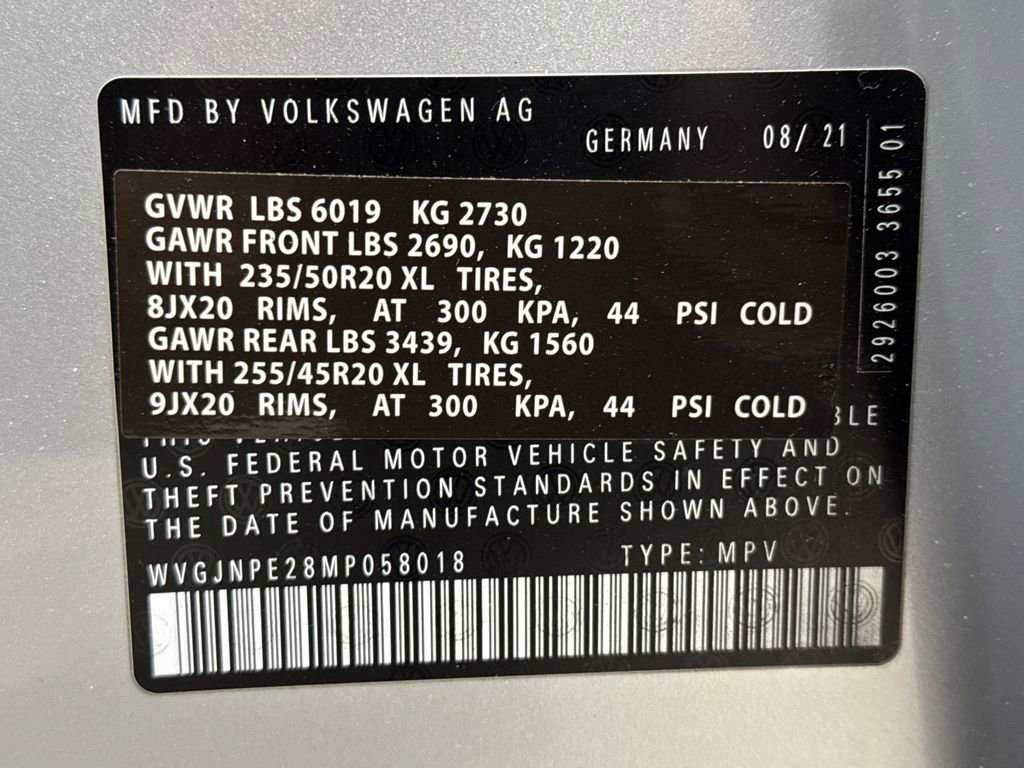 MFD BY VOLKSWAGEN AG
GERMANY 08/ 21
2926003 3655 01
GVWR LBS 6019 KG 2730
GAWR FRONT LBS 2690, KG 1220
WITH 235/50R20 XL TIRES,
8JX20 RIMS, AT 300 KPA, 44 PSI COLD
GAWR REAR LBS 3439, KG 1560
WITH 255/45R20 XL TIRES,
9JX20 RIMS, AT 300 KPA, 44 PSI COLD
U.S. FEDERAL MOTOR VEHICLE SAFETY AND
THEFT PREVENTION STANDARDS IN EFFECT ON
THE DATE OF MANUFACTURE SHOWN ABOVE.
WVGJNPE28MP058018 TYPE: MPV